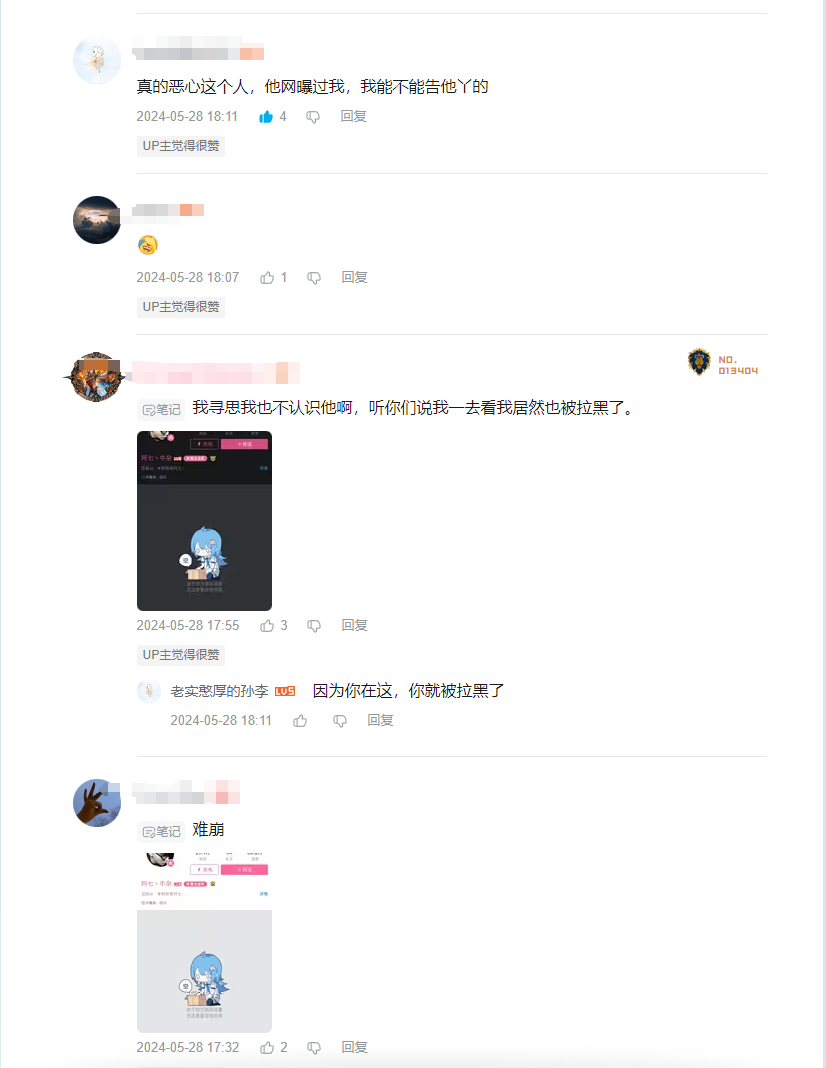 真的恶心这个人，他网曝过我，我能不能告他丫的
2024-05-28 18:11 4 回复
UP主觉得很赞
2024-05-28 18:07 1 回复
UP主觉得很赞
NO.
013404
笔记 我寻思我也不认识他啊，听你们说我一去看我居然也被拉黑了。
阿七丶牛杂
空
2024-05-28 17:55 3 回复
UP主觉得很赞
老实憨厚的孙李 LV5 因为你在这，你就被拉黑了
2024-05-28 18:11 回复
笔记 难崩
阿七丶牛杂
空
2024-05-28 17:32 2 回复